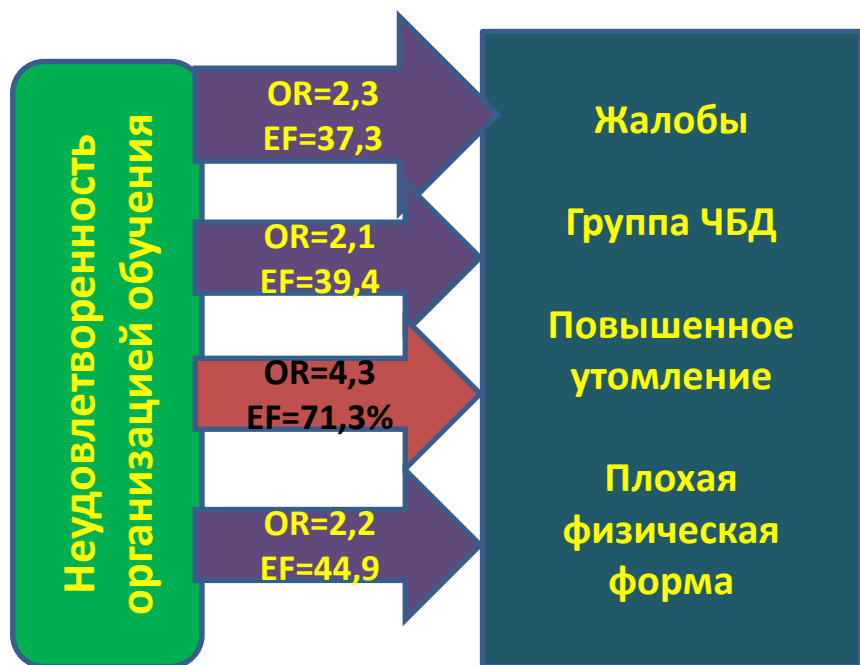 Неудовлетворенность
организацией обучения
OR=2,3
EF=37,3
OR=2,1
EF=39,4
OR=4,3
EF=71,3%
OR=2,2
EF=44,9
Жалобы
Группа ЧБД
Повышенное
утомление
Плохая
физическая
форма